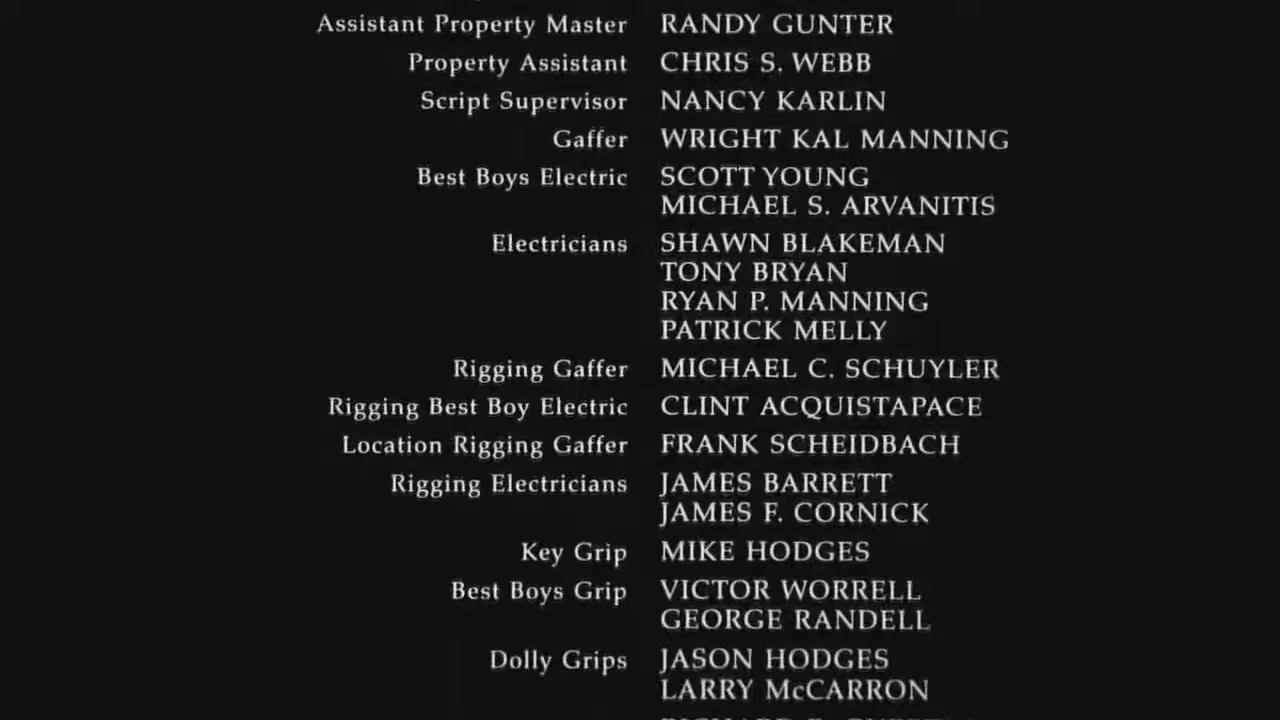 Assistant Property Master RANDY GUNTER
Property Assistant CHRIS S. WEBB
Script Supervisor NANCY KARLIN
Gaffer WRIGHT KAL MANNING
Best Boys Electric SCOTT YOUNG
MICHAEL S. ARVANITIS
Electricians SHAWN BLAKEMAN
TONY BRYAN
RYAN P. MANNING
PATRICK MELLY
Rigging Gaffer MICHAEL C. SCHUYLER
Rigging Best Boy Electric CLINT ACQUISTAPACE
Location Rigging Gaffer FRANK SCHEIDBACH
Rigging Electricians JAMES BARRETT
JAMES F. CORNICK
Key Grip MIKE HODGES
Best Boys Grip VICTOR WORRELL
GEORGE RANDELL
Dolly Grips JASON HODGES
LARRY McCARRON